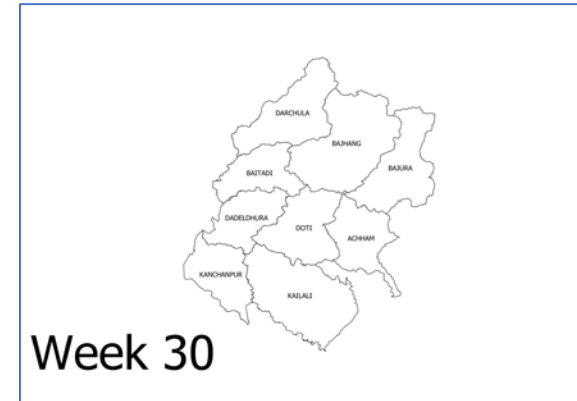 DARCHULA
BAJHANG
BAJURA
BAITADI
DADELDHURA
DOTI
ACHHAM
KANCHANPUR
KAILALI
Week 30